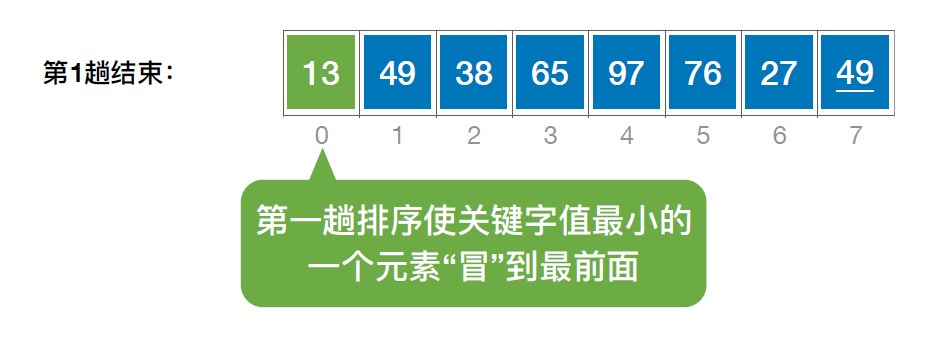 第1趟结束：
13 49 38 65 97 76 27 49
0 1 2 3 4 5 6 7
第一趟排序使关键字值最小的
一个元素“冒”到最前面